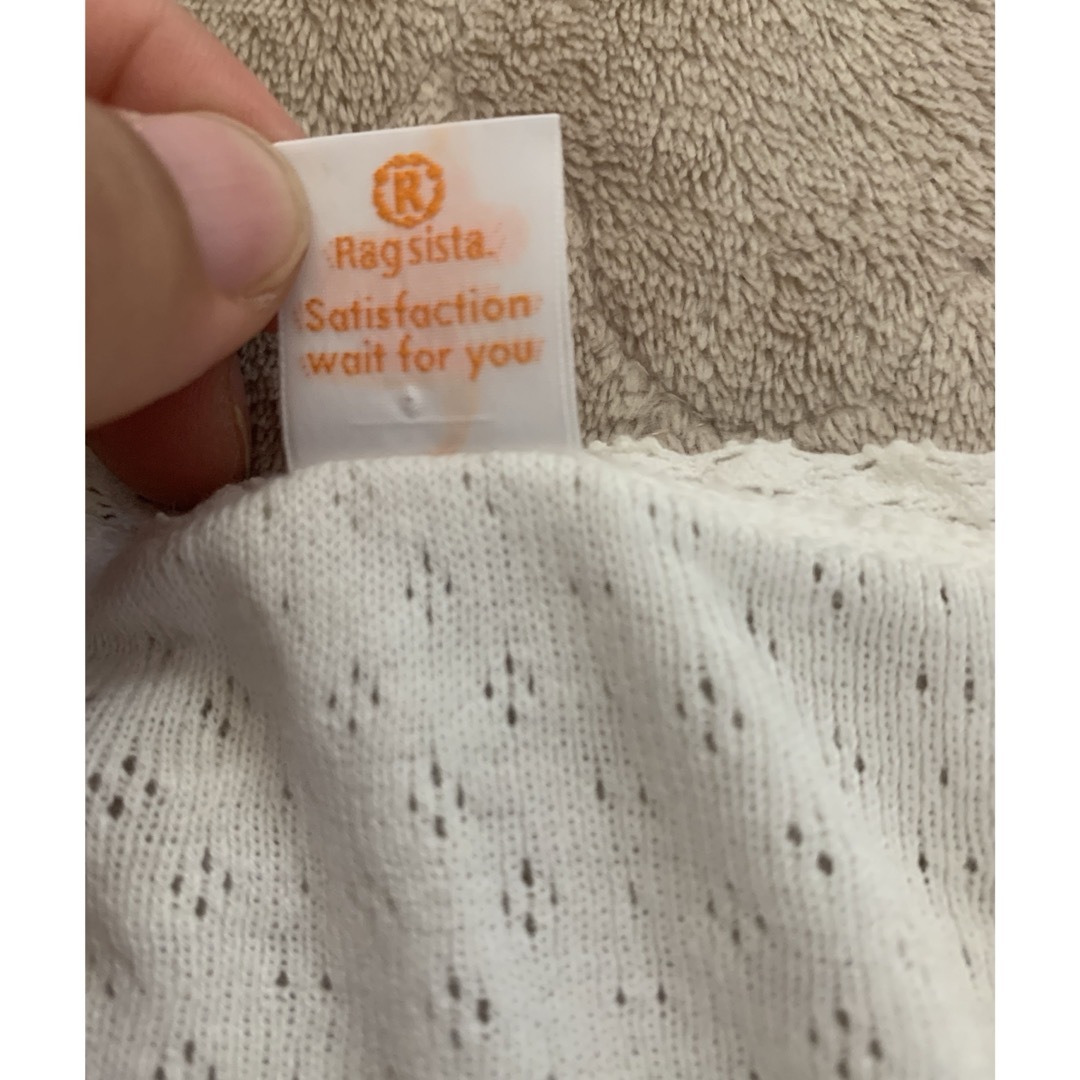 R
Ragsista.
Satisfaction
wait for you